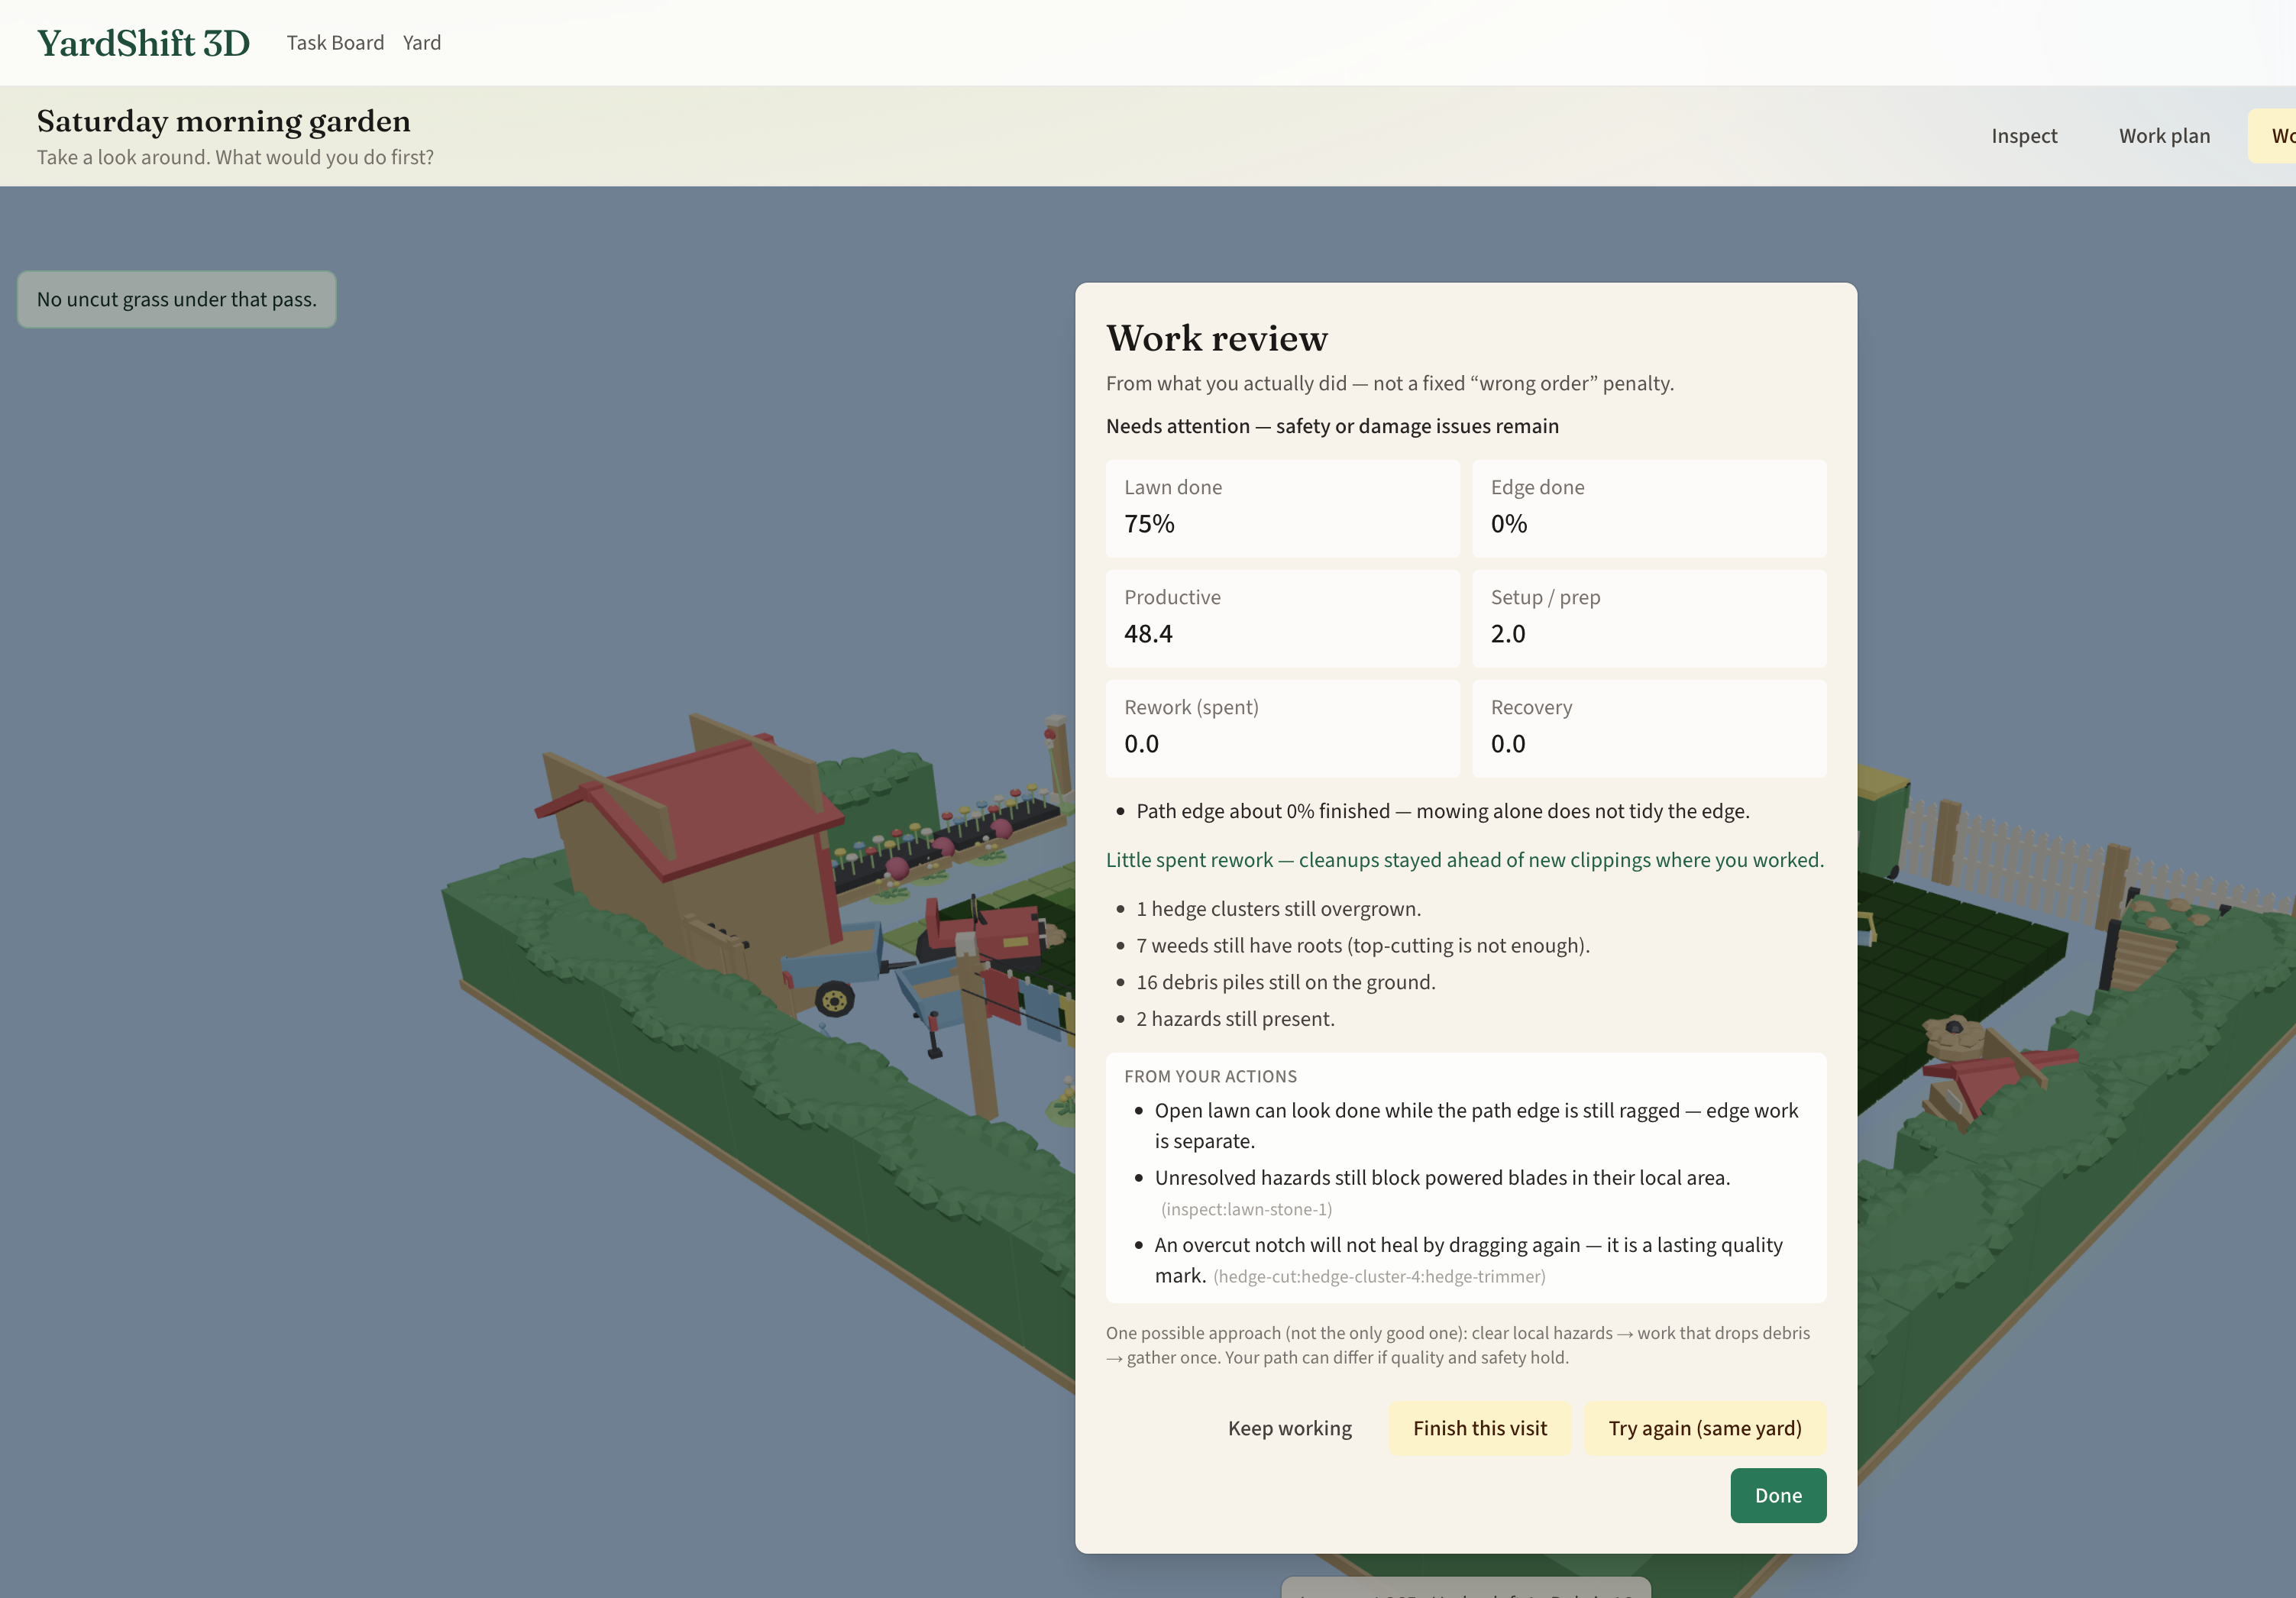 YardShift 3D
Task Board
Yard
Saturday morning garden
Take a look around. What would you do first?
Inspect
Work plan
No uncut grass under that pass.
Work review
From what you actually did — not a fixed “wrong order” penalty.
Needs attention — safety or damage issues remain
Lawn done
75%
Edge done
0%
Productive
48.4
Setup / prep
2.0
Rework (spent)
0.0
Recovery
0.0
Path edge about 0% finished — mowing alone does not tidy the edge.
Little spent rework — cleanups stayed ahead of new clippings where you worked.
1 hedge clusters still overgrown.
7 weeds still have roots (top-cutting is not enough).
16 debris piles still on the ground.
2 hazards still present.
FROM YOUR ACTIONS
Open lawn can look done while the path edge is still ragged — edge work
is separate.
Unresolved hazards still block powered blades in their local area.
(inspect:lawn-stone-1)
An overcut notch will not heal by dragging again — it is a lasting quality
mark. (hedge-cut:hedge-cluster-4:hedge-trimmer)
One possible approach (not the only good one): clear local hazards → work that drops debris
→ gather once. Your path can differ if quality and safety hold.
Keep working
Finish this visit
Try again (same yard)
Done